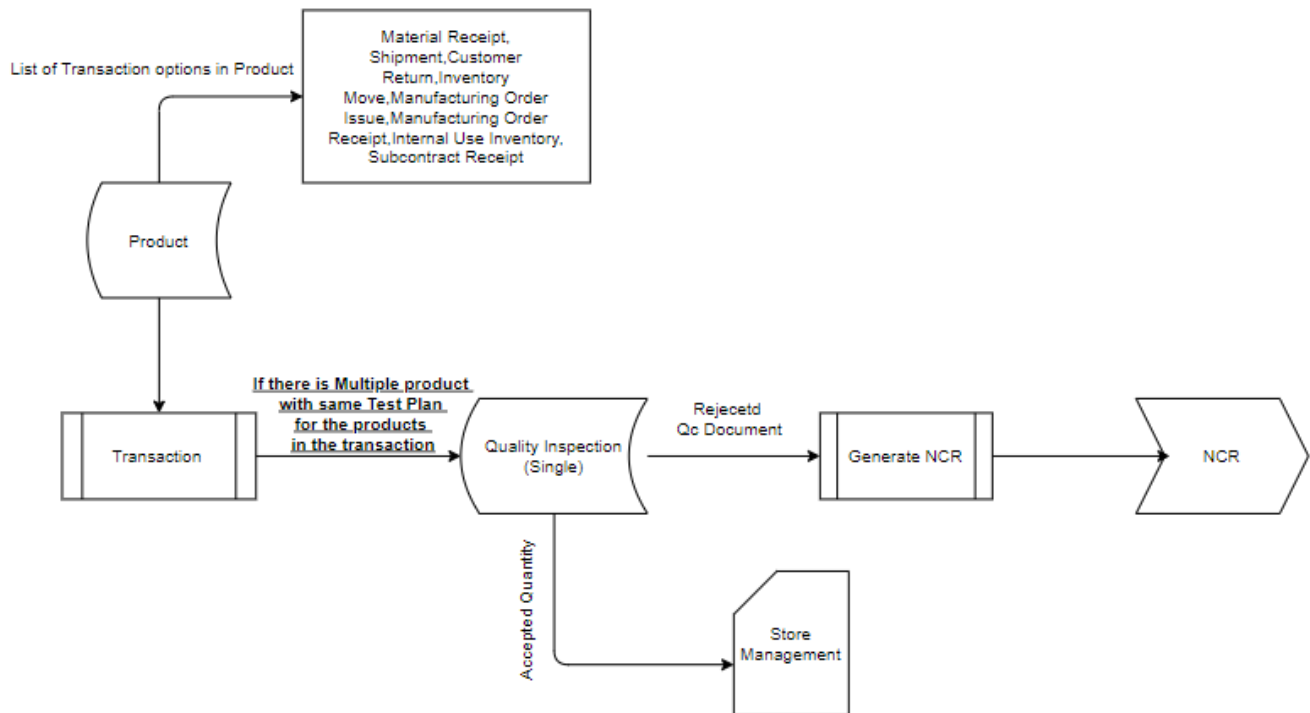 Material Receipt,
Shipment,Customer
Return,Inventory
Move,Manufacturing Order
Issue,Manufacturing Order
Receipt,Internal Use Inventory,
Subcontract Receipt
List of Transaction options in Product
Product
If there is Multiple product
with same Test Plan
for the products
in the transaction
Transaction
Quality Inspection
(Single)
Rejecetd
Qc Document
Generate NCR
NCR
Accepted Quantity
Store
Management